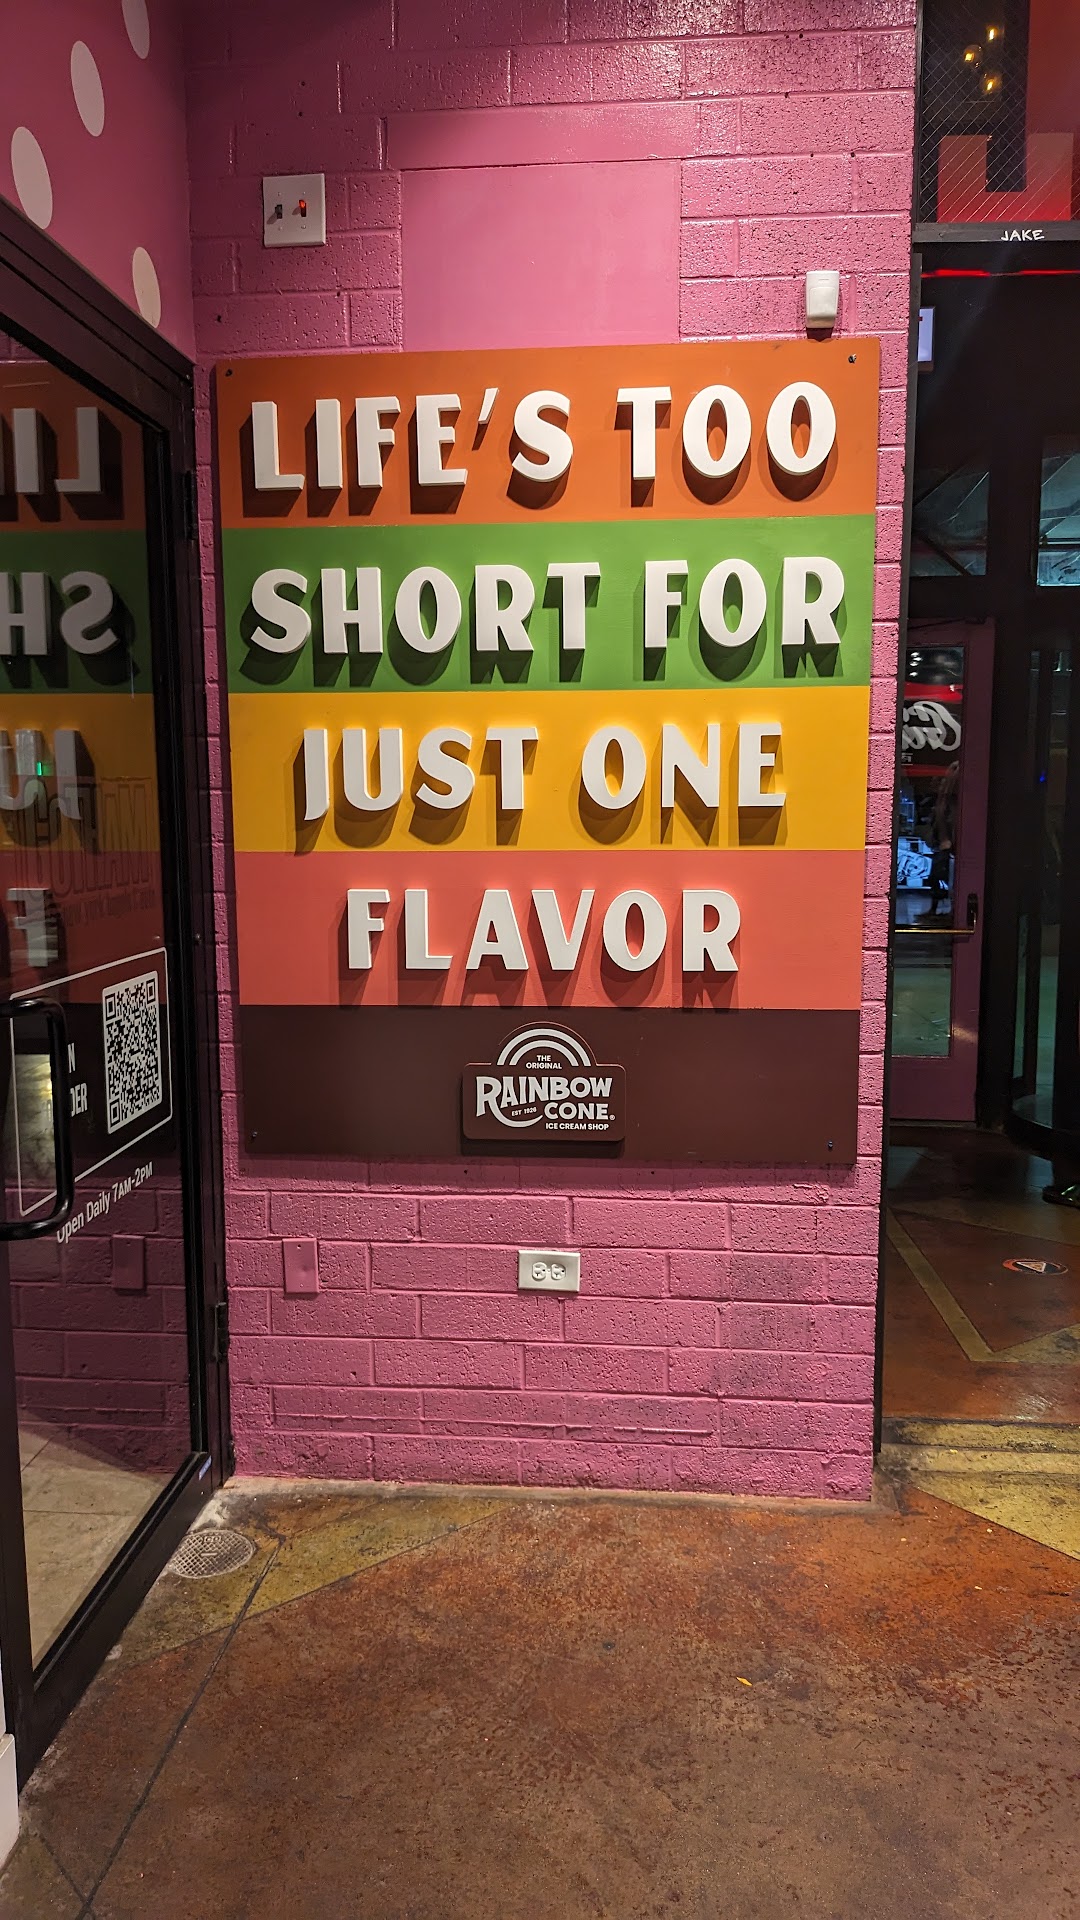 LIFE'S TOO
SHORT FOR
JUST ONE
FLAVOR
THE
ORIGINAL
RAINBOW
EST 1926
CONE®
ICE CREAM SHOP
JAKE
Open Daily 7AM-2PM